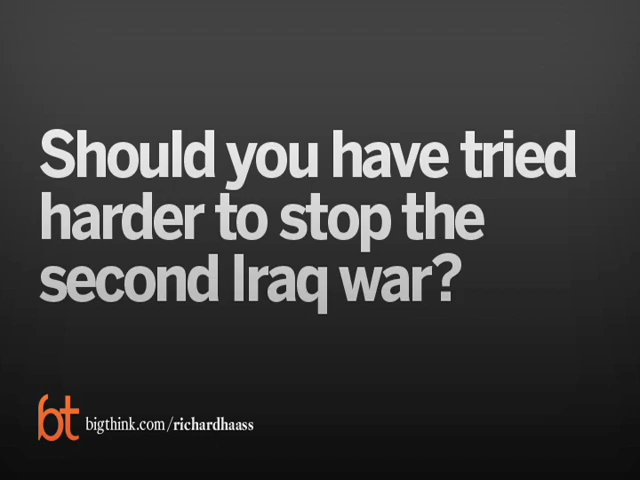 Should you have tried
harder to stop the
second Iraq war?
bt bigthink.com/richardhaass